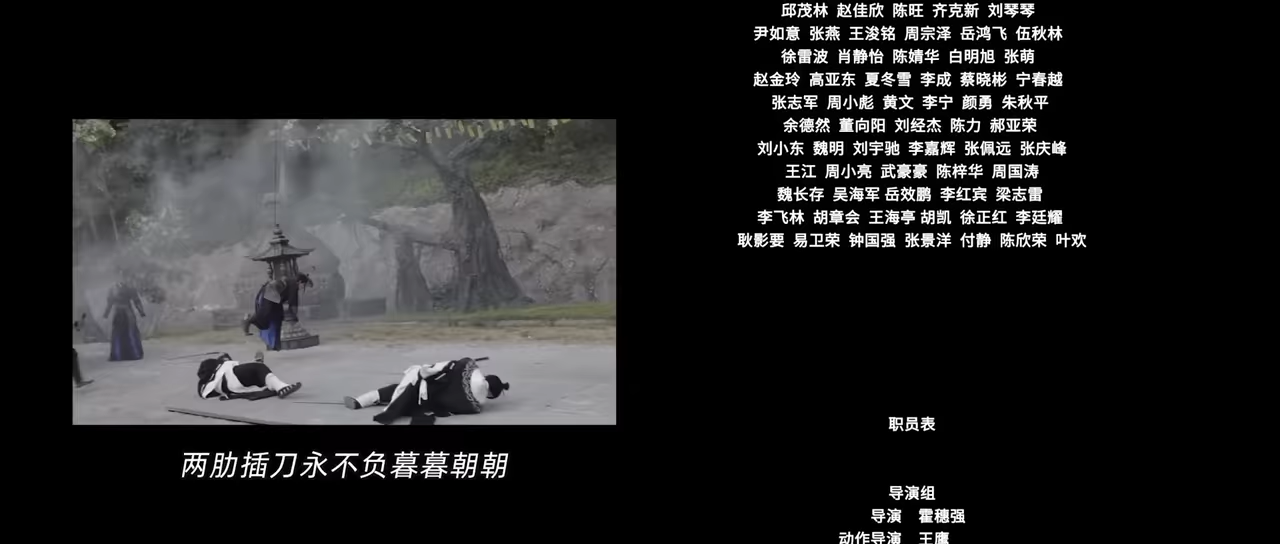 邱茂林 赵佳欣 陈旺 齐克新 刘琴琴
尹如意 张燕 王浚铭 周宗泽 岳鸿飞 伍秋林
徐雷波 肖静怡 陈婧华 白明旭 张萌
赵金玲 高亚东 夏冬雪 李成 蔡晓彬 宁春越
张志军 周小彪 黄文 李宁 颜勇 朱秋平
余德然 董向阳 刘经杰 陈力 郝亚荣
刘小东 魏明 刘宇驰 李嘉辉 张佩远 张庆峰
王江 周小亮 武豪豪 陈梓华 周国涛
魏长存 吴海军 岳效鹏 李红宾 梁志雷
李飞林 胡章会 王海亭 胡凯 徐正红 李廷耀
耿影要 易卫荣 钟国强 张景洋 付静 陈欣荣 叶欢
两肋插刀永不负暮暮朝朝
职员表
导演组
导演 霍穗强
动作导演 王鹰